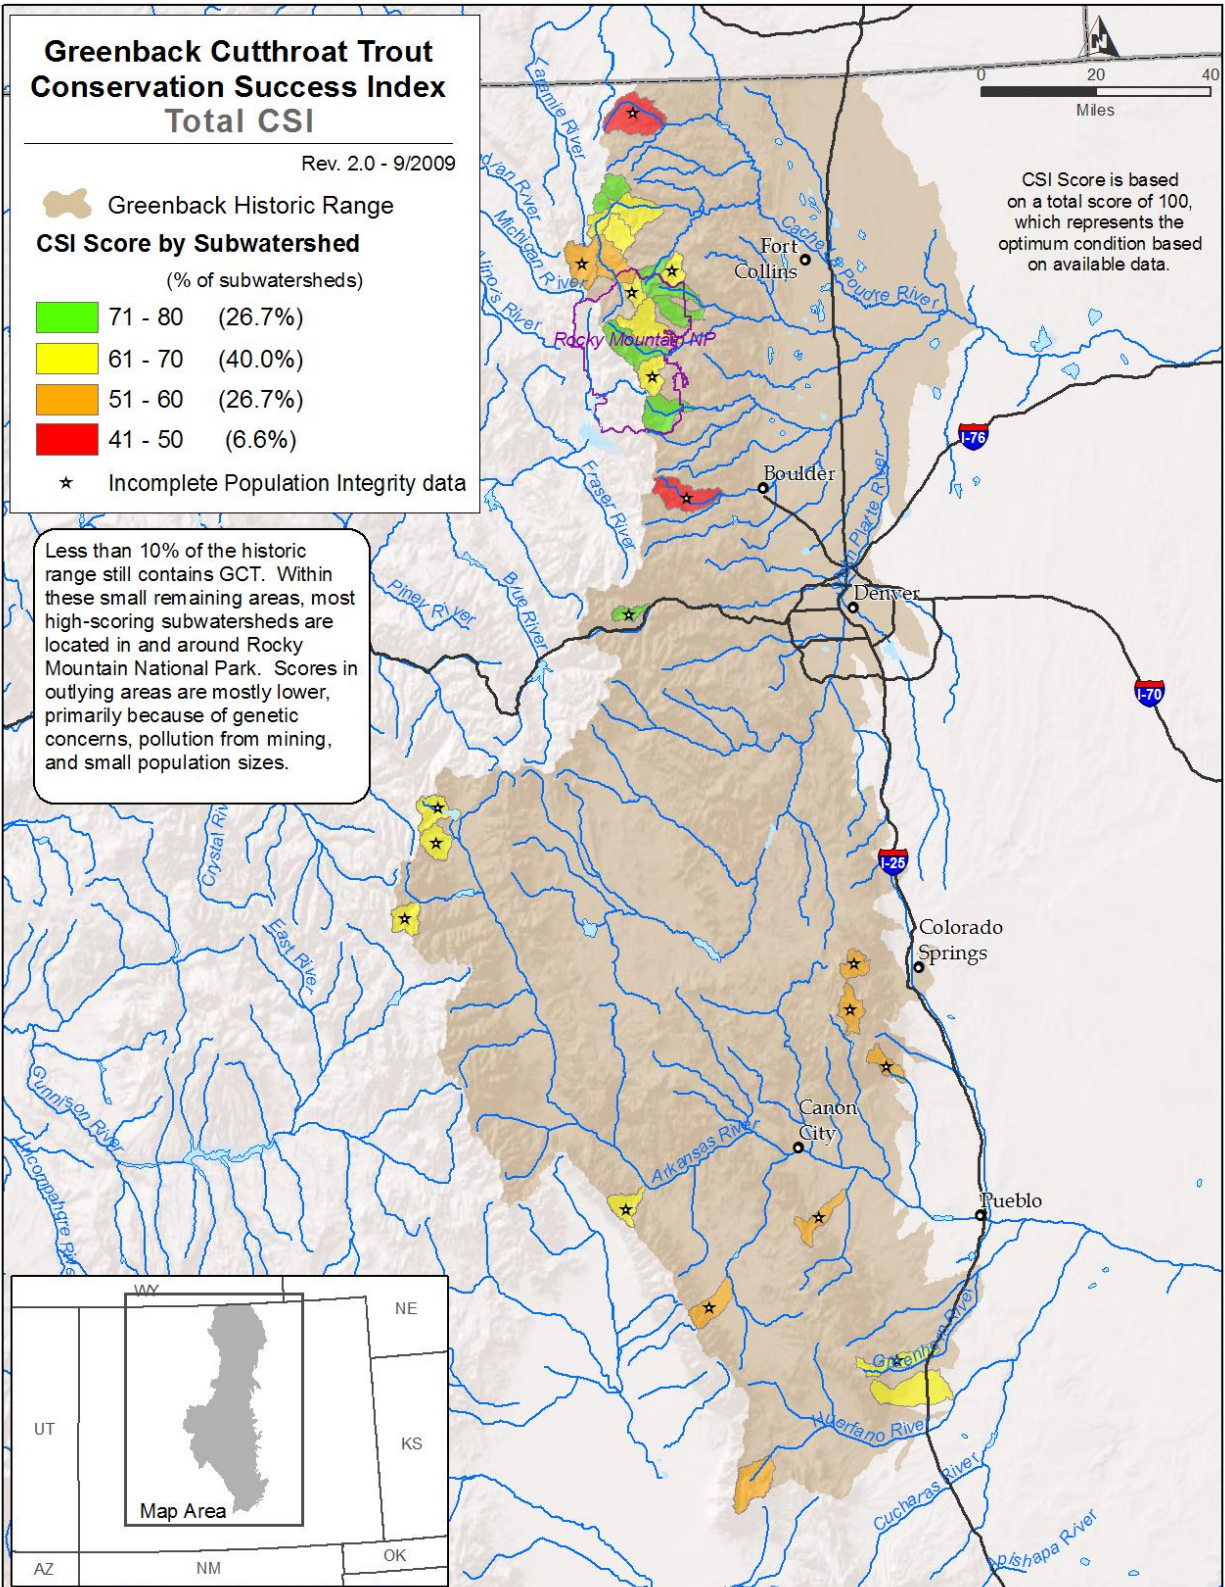 Greenback Cutthroat Trout
Conservation Success Index
Total CSI
Rev. 2.0 - 9/2009
Greenback Historic Range
CSI Score by Subwatershed
(% of subwatersheds)
71 - 80 (26.7%)
61 - 70 (40.0%)
51 - 60 (26.7%)
41 - 50 (6.6%)
Incomplete Population Integrity data
Less than 10% of the historic
range still contains GCT. Within
these small remaining areas, most
high-scoring subwatersheds are
located in and around Rocky
Mountain National Park. Scores in
outlying areas are mostly lower,
primarily because of genetic
concerns, pollution from mining,
and small population sizes.
N
0 20 40
Miles
CSI Score is based
on a total score of 100,
which represents the
optimum condition based
on available data.
Laramie River
dian River
Michigan River
Illinois River
Cache La Poudre River
Fort
Collins
Rocky Mountain NP
I-76
Fraser River
Boulder
South Platte River
Piney River
Blue River
Denver
I-70
Crystal Riv
I-25
East River
Colorado
Springs
Gunnison River
Uncompahgre Rive
Canon
City
Arkansas River
Pueblo
Greenhorn River
Huerfano River
Cucharas River
Apishapa River
WY
NE
UT
KS
Map Area
AZ
NM
OK